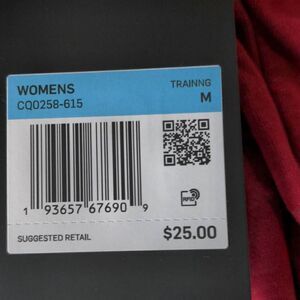 WOMENS
CQ0258-615
TRAINNG
M
1 93657 67690 9
RFID
SUGGESTED RETAIL
$25.00